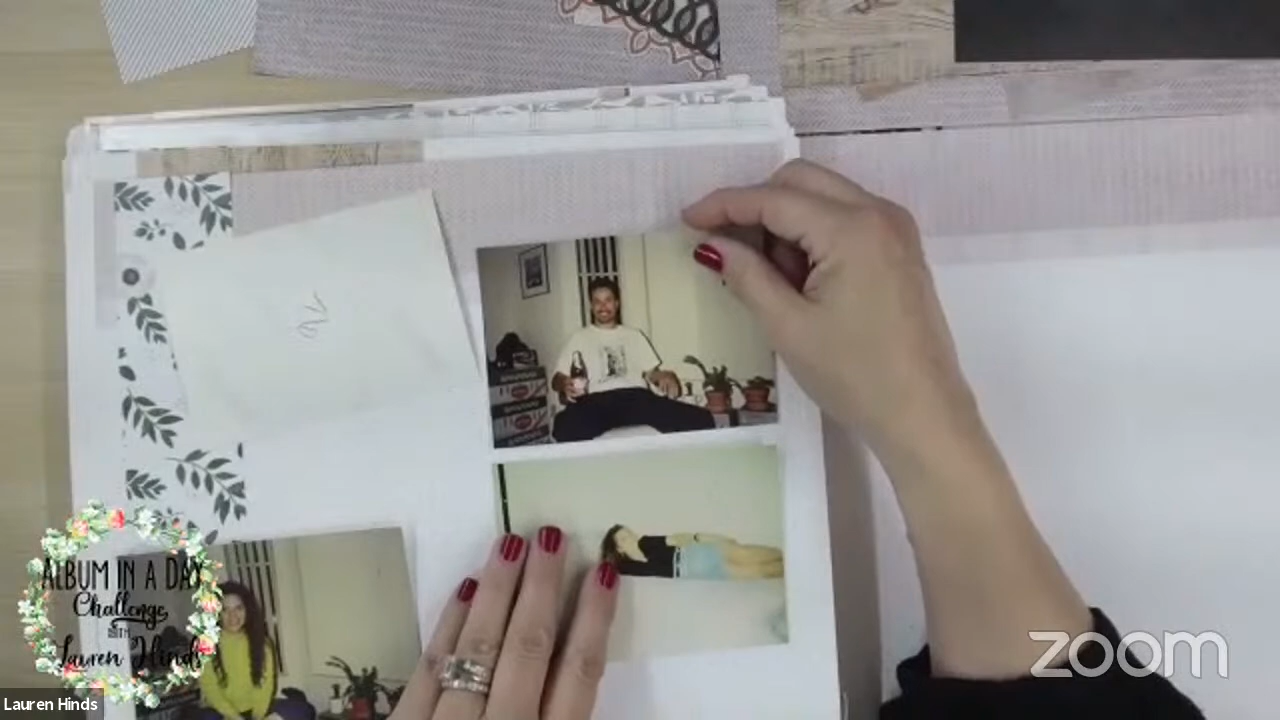 ALBUM IN A DAY
Challenge
WITH
Lauren Hinds
Lauren Hinds
zoom